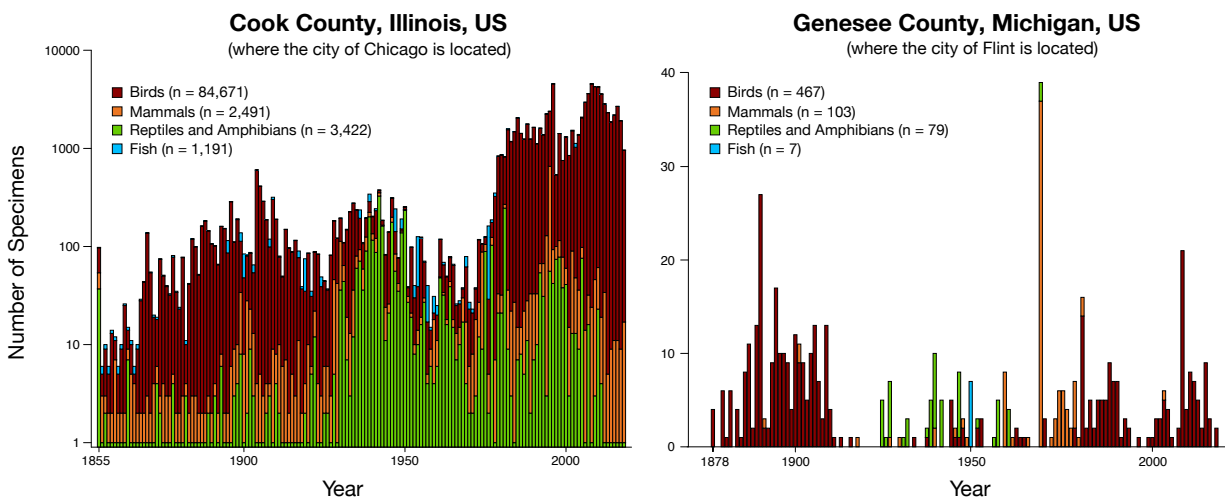 Cook County, Illinois, US
(where the city of Chicago is located)
Number of Specimens
10000
1000
100
10
1
Birds (n = 84,671)
Mammals (n = 2,491)
Reptiles and Amphibians (n = 3,422)
Fish (n = 1,191)
1855
1900
1950
2000
Year
Genesee County, Michigan, US
(where the city of Flint is located)
40
30
20
10
0
Birds (n = 467)
Mammals (n = 103)
Reptiles and Amphibians (n = 79)
Fish (n = 7)
1878
1900
1950
2000
Year